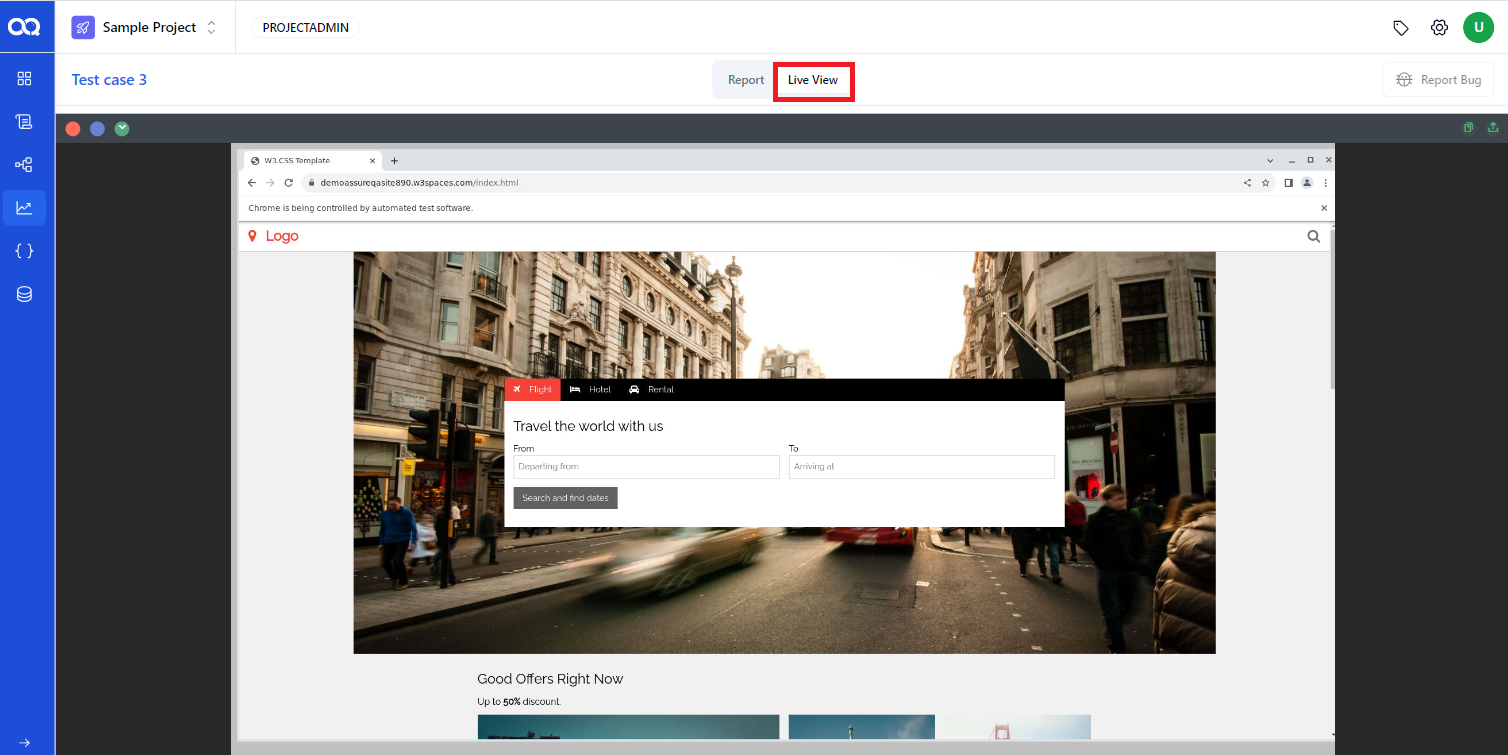 Sample Project
PROJECTADMIN
U
Test case 3
Report
Live View
Report Bug
W3.CSS Template
demoassureqasite890.w3spaces.com/index.html
Chrome is being controlled by automated test software.
Logo
Flight
Hotel
Rental
Travel the world with us
From
To
Departing from
Arriving at
Search and find dates
Good Offers Right Now
Up to 50% discount.